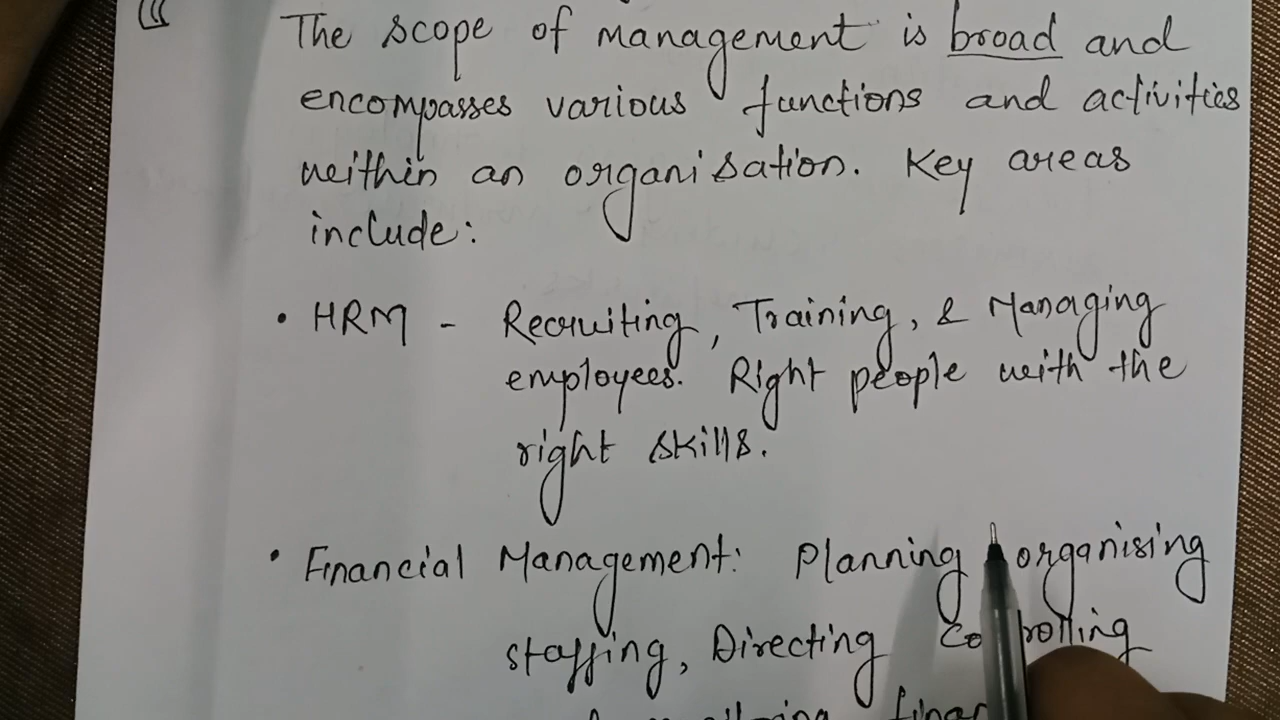 The scope of management is broad and
encompasses various functions and activities
within an organisation. Key areas
include:
• HRM - Recruiting, Training, & Managing
employees. Right people with the
right skills.
• Financial Management: Planning organising
staffing, Directing Controlling